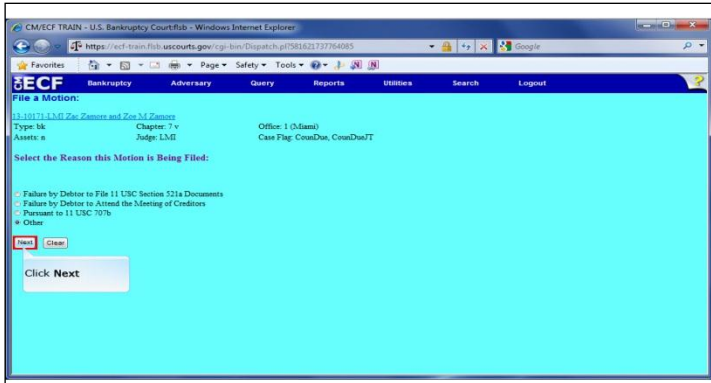 CM/ECF TRAIN - U.S. Bankruptcy Court:flsb - Windows Internet Explorer
https://ecf-train.flsb.uscourts.gov/cgi-bin/Dispatch.pl?581621737764085
Google
Favorites Page Safety Tools
ECF Bankruptcy Adversary Query Reports Utilities Search Logout ?
File a Motion:
13-10171-LMI Zac Zamora and Zoe M Zamora
Type: bk Chapter: 7 v Office: 1 (Miami)
Assets: n Judge: LMI Case Flag: CounDue, CounDueJT
Select the Reason this Motion is Being Filed:
Failure by Debtor to File 11 USC Section 521a Documents
Failure by Debtor to Attend the Meeting of Creditors
Pursuant to 11 USC 707b
Other
Next Clear
Click Next